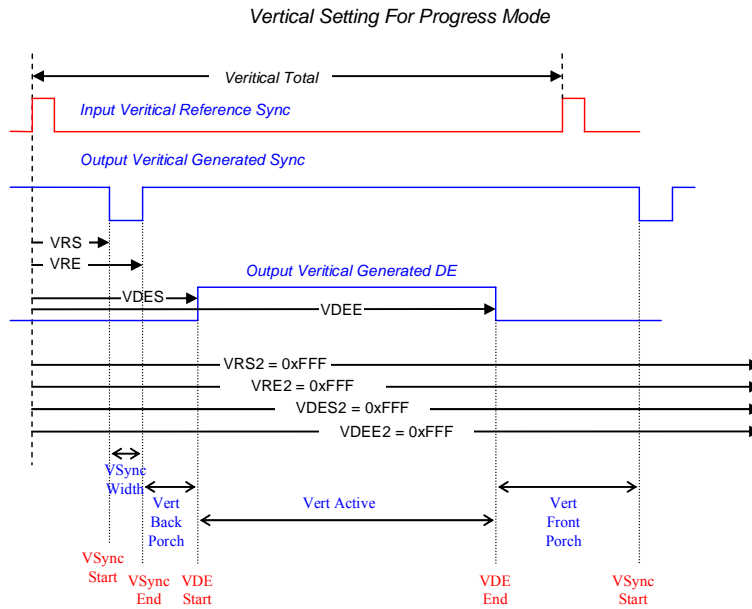 Vertical Setting For Progress Mode
Veritical Total
Input Veritical Reference Sync
Output Veritical Generated Sync
VRS
VRE
Output Veritical Generated DE
VDES
VDEE
VRS2 = 0xFFF
VRE2 = 0xFFF
VDES2 = 0xFFF
VDEE2 = 0xFFF
VSync
Width
Vert
Back
Porch
Vert Active
Vert
Front
Porch
VSync
Start
VSync
End
VDE
Start
VDE
End
VSync
Start